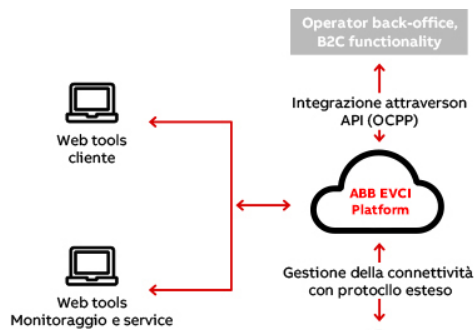 Operator back-office,
B2C functionality
Integrazione attraverson
API (OCPP)
Web tools
cliente
ABB EVCI
Platform
Gestione della connettività
con protocllo esteso
Web tools
Monitoraggio e service